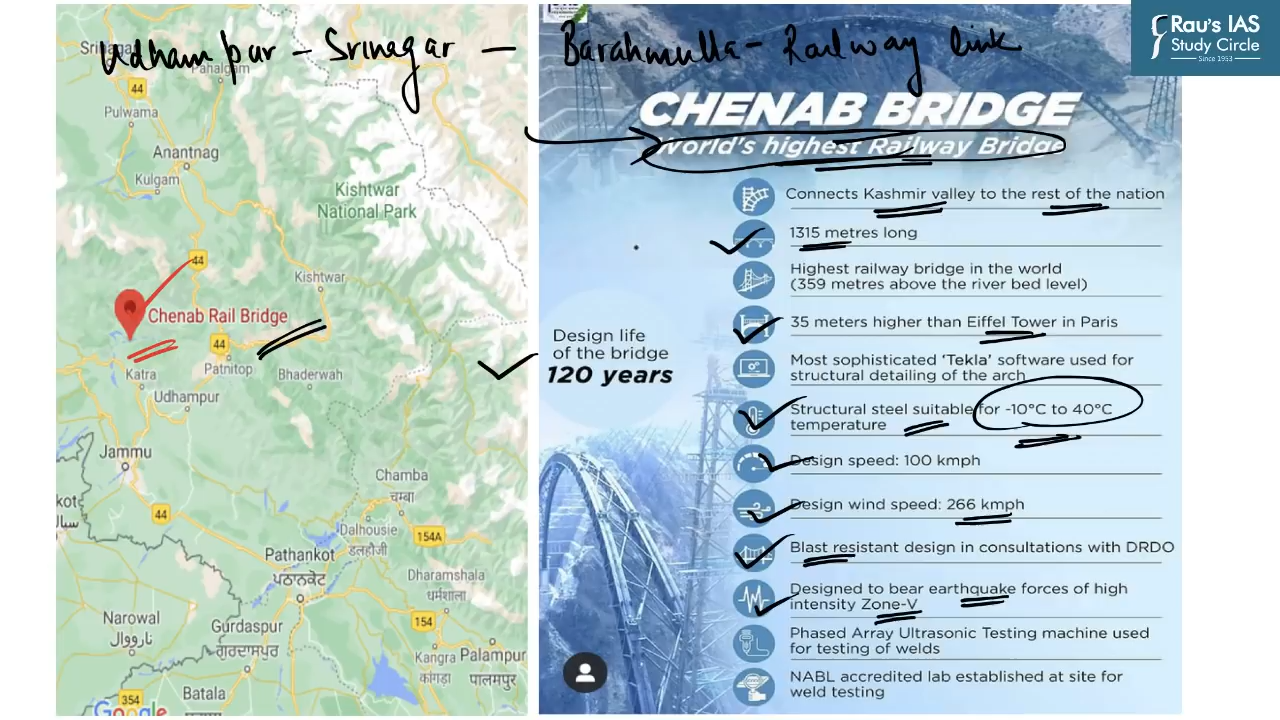 Udhampur - Srinagar - Barahmulla - Railway link
Rau's IAS
Study Circle
Since 1953
Srinagar
Pahalgam
44
Pulwama
Anantnag
Kulgam
Kishtwar
National Park
44
Kishtwar
Chenab Rail Bridge
44
Patnitop
Katra
Bhaderwah
Udhampur
Jammu
Chamba
चम्बा
44
Dalhousie
डलहौजी
154A
Pathankot
ਪਠਾਨਕੋਟ
Dharamshala
धर्मशाला
Narowal
نارووال
154
Gurdaspur
ਗੁਰਦਾਸਪੁਰ
Kangra
कांगड़ा
Palampur
पालमपुर
Batala
354
Google
CHENAB BRIDGE
World's highest Railway Bridge
Connects Kashmir valley to the rest of the nation
1315 metres long
Highest railway bridge in the world
(359 metres above the river bed level)
35 meters higher than Eiffel Tower in Paris
Most sophisticated 'Tekla' software used for
structural detailing of the arch
Design life
of the bridge
120 years
Structural steel suitable for -10°C to 40°C
temperature
Design speed: 100 kmph
Design wind speed: 266 kmph
Blast resistant design in consultations with DRDO
Designed to bear earthquake forces of high
intensity Zone-V
Phased Array Ultrasonic Testing machine used
for testing of welds
NABL accredited lab established at site for
weld testing